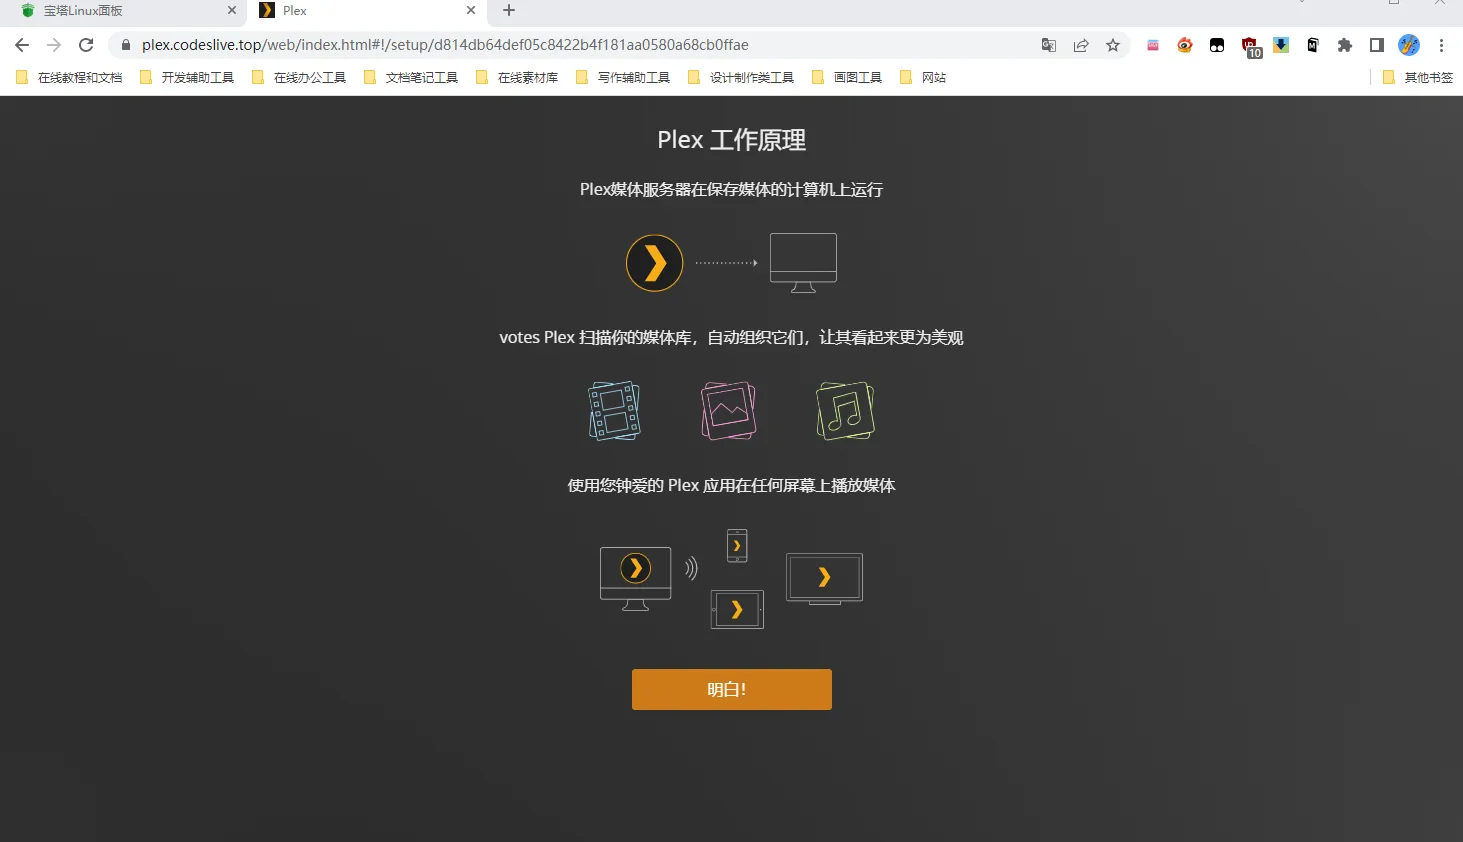 宝塔Linux面板
Plex
plex.codeslive.top/web/index.html#!/setup/d814db64def05c8422b4f181aa0580a68cb0ffae
10
在线教程和文档 开发辅助工具 在线办公工具 文档笔记工具 在线素材库 写作辅助工具 设计制作类工具 画图工具 网站 其他书签
Plex 工作原理
Plex媒体服务器在保存媒体的计算机上运行
votes Plex 扫描你的媒体库，自动组织它们，让其看起来更为美观
使用您钟爱的 Plex 应用在任何屏幕上播放媒体
明白!